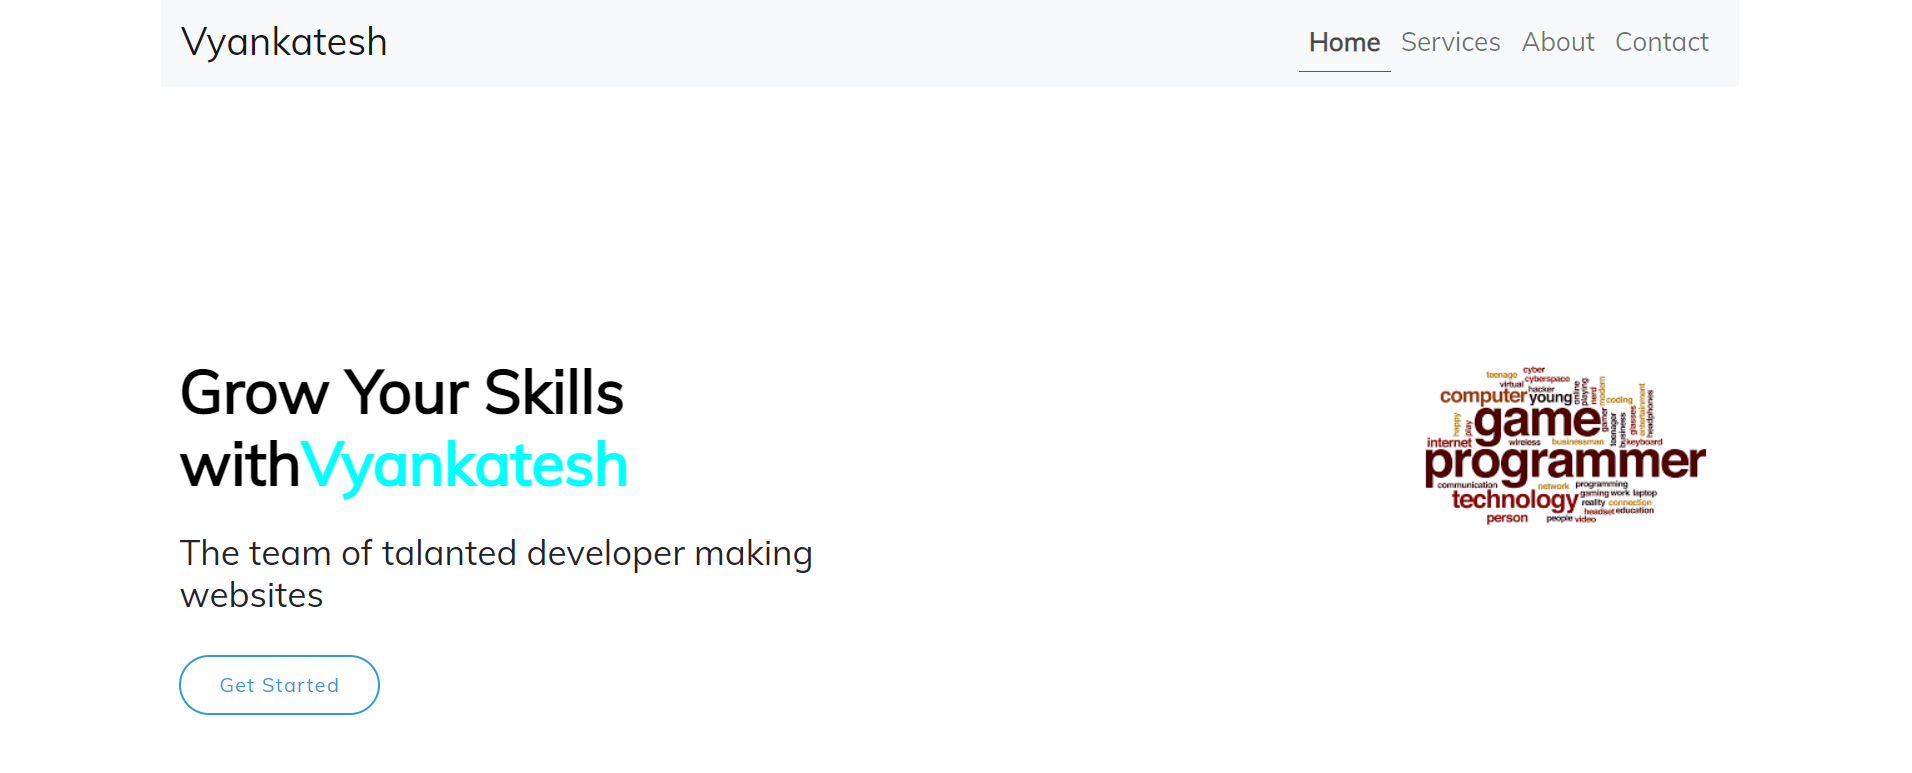 Vyankatesh
Home Services About Contact
Grow Your Skills
withVyankatesh
The team of talanted developer making
websites
Get Started
teenage cyber
virtual cyberspace
hacker
computer young online playing nerd modern coding entertainment headphones
happy play game gamer teenager business glasses
internet wireless businessman keyboard
programmer
communication network programming
technology gaming work laptop
reality connection
headset education
person people video